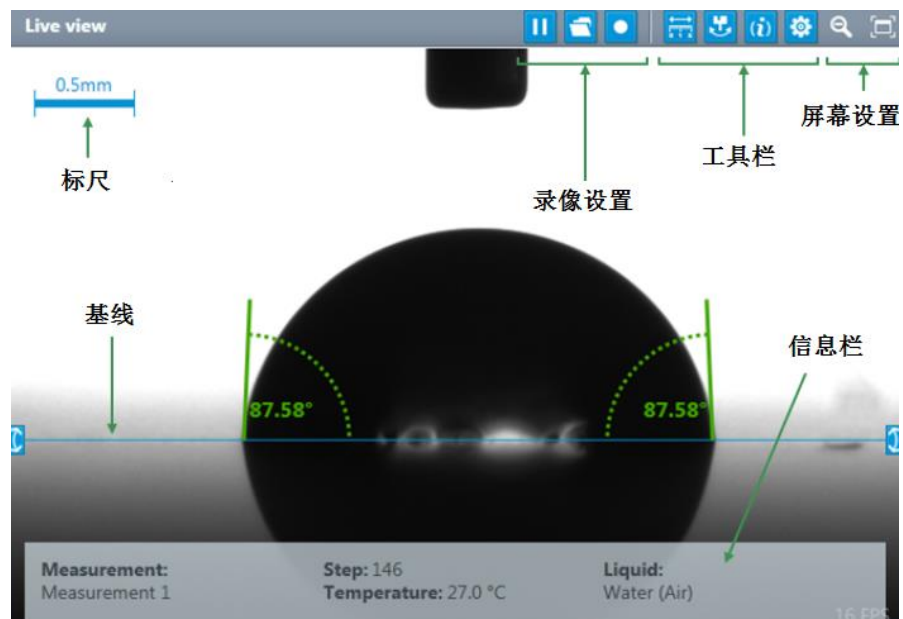 Live view
0.5mm
标尺
录像设置
工具栏
屏幕设置
基线
信息栏
87.58°
87.58°
Measurement:
Measurement 1
Step: 146
Temperature: 27.0 °C
Liquid:
Water (Air)
16 FPS